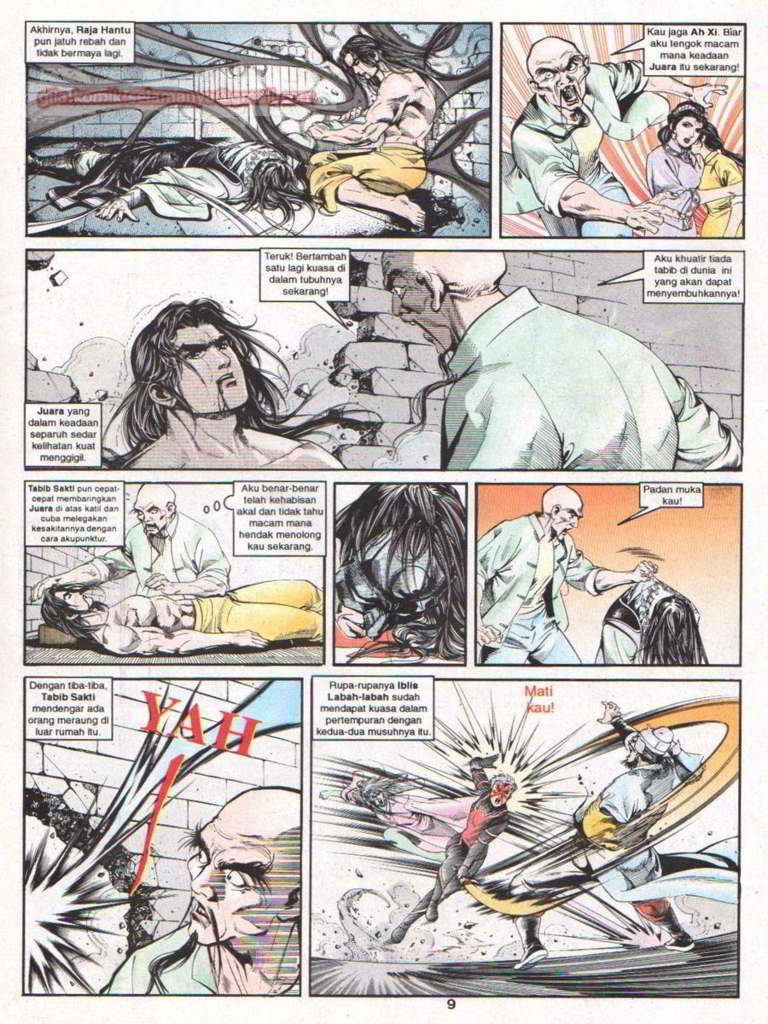 Akhirnya, Raja Hantu
pun jatuh rebah dan
tidak bermaya lagi.
Kau jaga Ah Xi. Biar
aku tengok macam
mana keadaan
Juara itu sekarang!
Teruk! Bertambah
satu lagi kuasa di
dalam tubuhnya
sekarang!
Aku khuatir tiada
tabib di dunia ini
yang akan dapat
menyembuhkannya!
Juara yang
dalam keadaan
separuh sedar
kelihatan kuat
menggigil.
Tabib Sakti pun cepat-
cepat membaringkan
Juara di atas katil dan
cuba melegakan
kesakitannya dengan
cara akupunktur.
Aku benar-benar
telah kehabisan
akal dan tidak tahu
macam mana
hendak menolong
kau sekarang.
Padan muka
kau!
Dengan tiba-tiba,
Tabib Sakti
mendengar ada
orang meraung di
luar rumah itu.
YAH
Rupa-rupanya Iblis
Labah-labah sudah
mendapat kuasa dalam
pertempuran dengan
kedua-dua musuhnya itu.
Mati
kau!
9